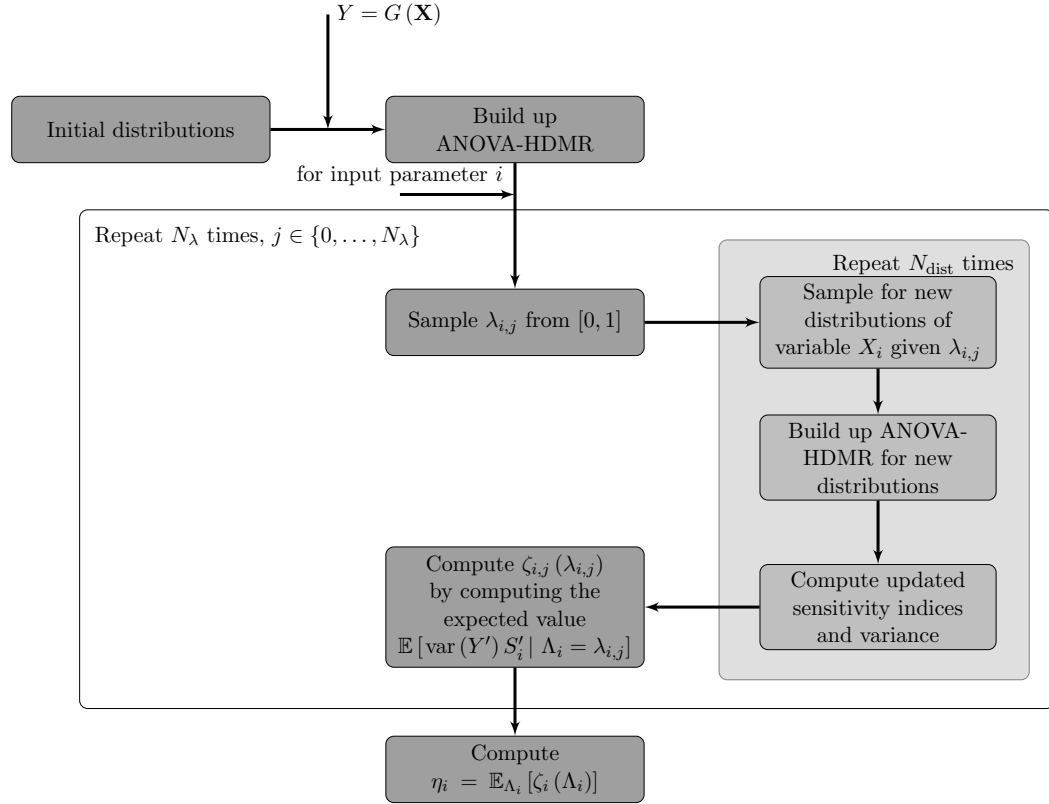 Y = G (X)
Initial distributions
Build up
ANOVA-HDMR
for input parameter i
Repeat N_λ times, j ∈ {0, . . . , N_λ}
Repeat N_dist times
Sample λ_{i,j} from [0, 1]
Sample for new
distributions of
variable X_i given λ_{i,j}
Build up ANOVA-
HDMR for new
distributions
Compute updated
sensitivity indices
and variance
Compute ζ_{i,j} (λ_{i,j})
by computing the
expected value
𝔼 [var (Y′) S′_i | Λ_i = λ_{i,j}]
Compute
η_i = 𝔼_{Λ_i} [ζ_i (Λ_i)]